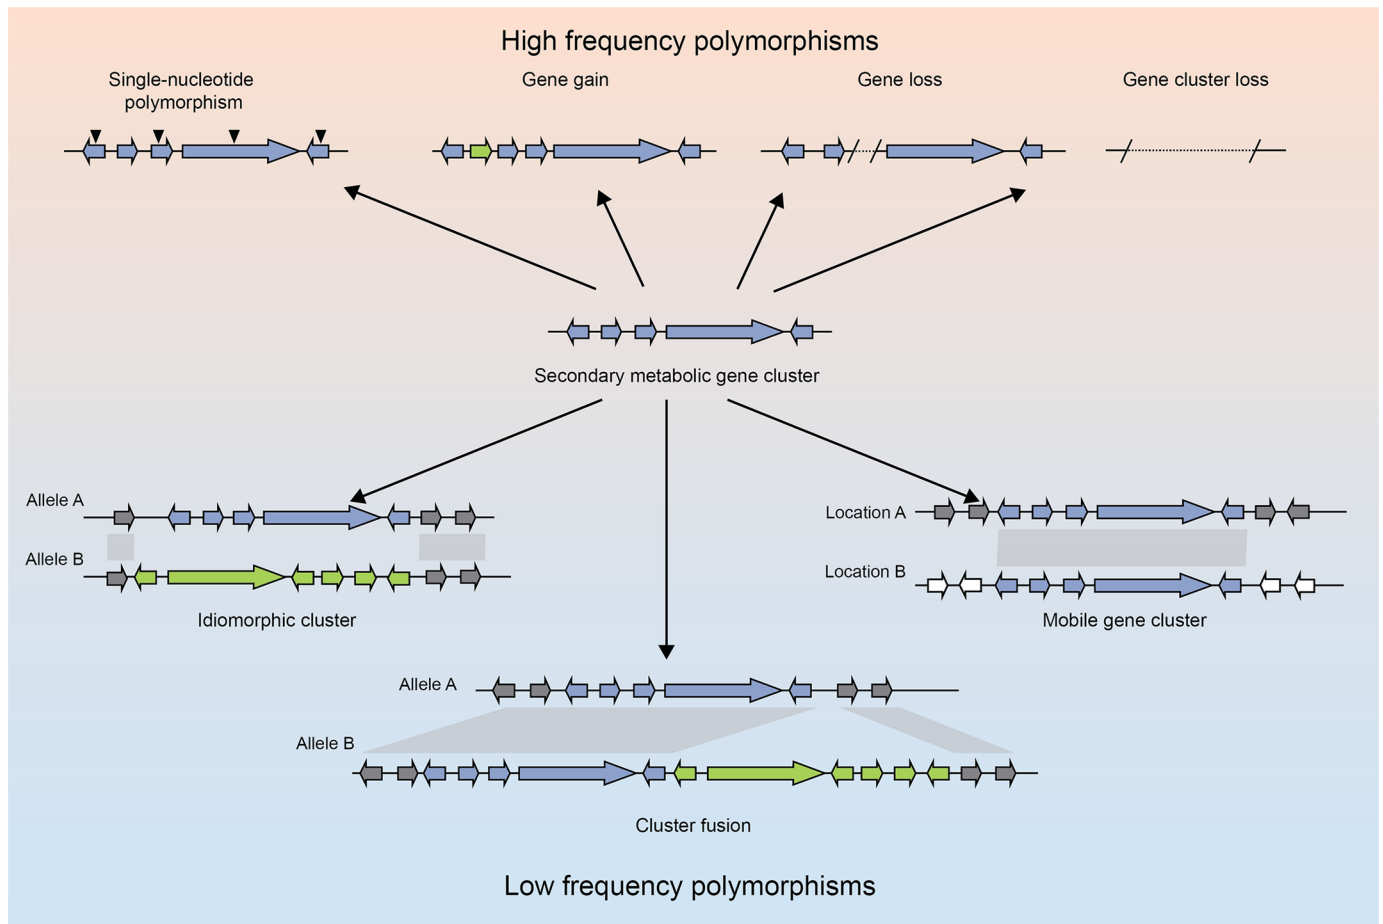 High frequency polymorphisms
Single-nucleotide
polymorphism
Gene gain
Gene loss
Gene cluster loss
Secondary metabolic gene cluster
Allele A
Allele B
Idiomorphic cluster
Location A
Location B
Mobile gene cluster
Allele A
Allele B
Cluster fusion
Low frequency polymorphisms